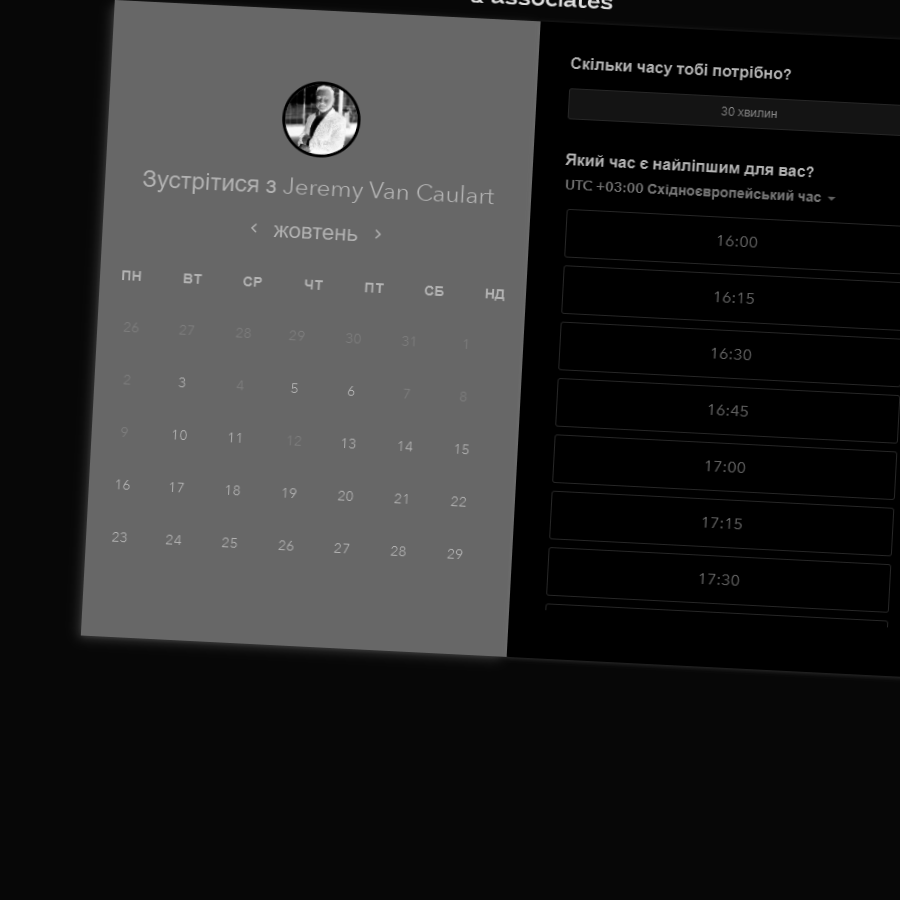 & associates
Зустрітися з Jeremy Van Caulart
‹ жовтень ›
ПН ВТ СР ЧТ ПТ СБ НД
26 27 28 29 30 31 1
2 3 4 5 6 7 8
9 10 11 12 13 14 15
16 17 18 19 20 21 22
23 24 25 26 27 28 29
Скільки часу тобі потрібно?
30 хвилин
Який час є найліпшим для вас?
UTC +03:00 Східноєвропейський час
16:00
16:15
16:30
16:45
17:00
17:15
17:30